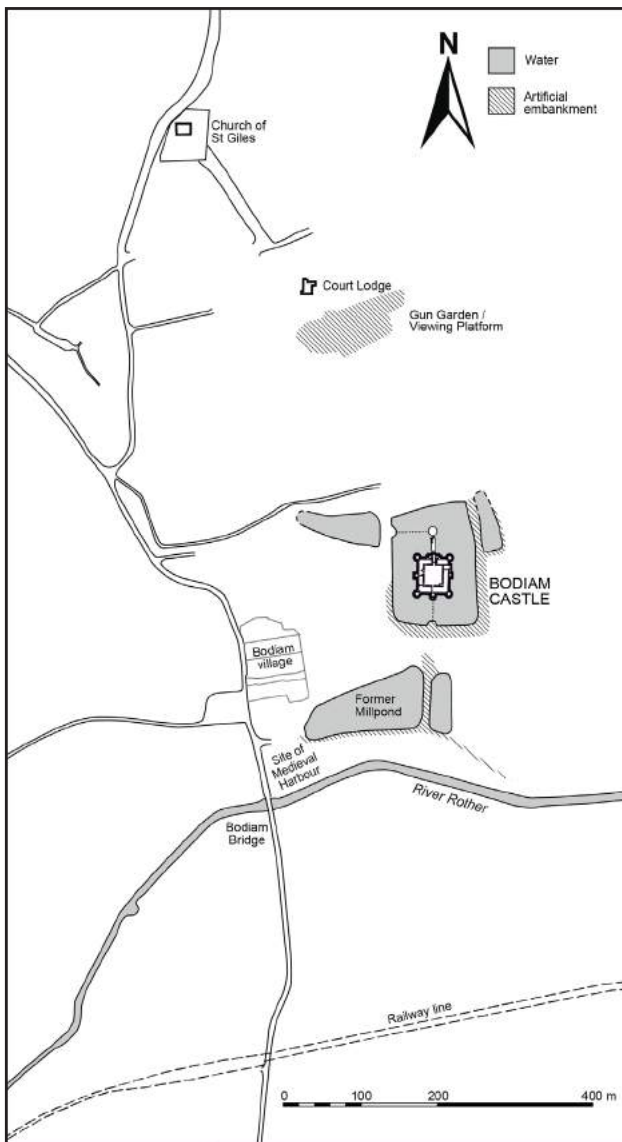 N
Water
Artificial
embankment
Church of
St Giles
Court Lodge
Gun Garden /
Viewing Platform
BODIAM
CASTLE
Bodiam
village
Former
Millpond
Site of
Medieval
Harbour
River Rother
Bodiam
Bridge
Railway line
0 100 200 400 m